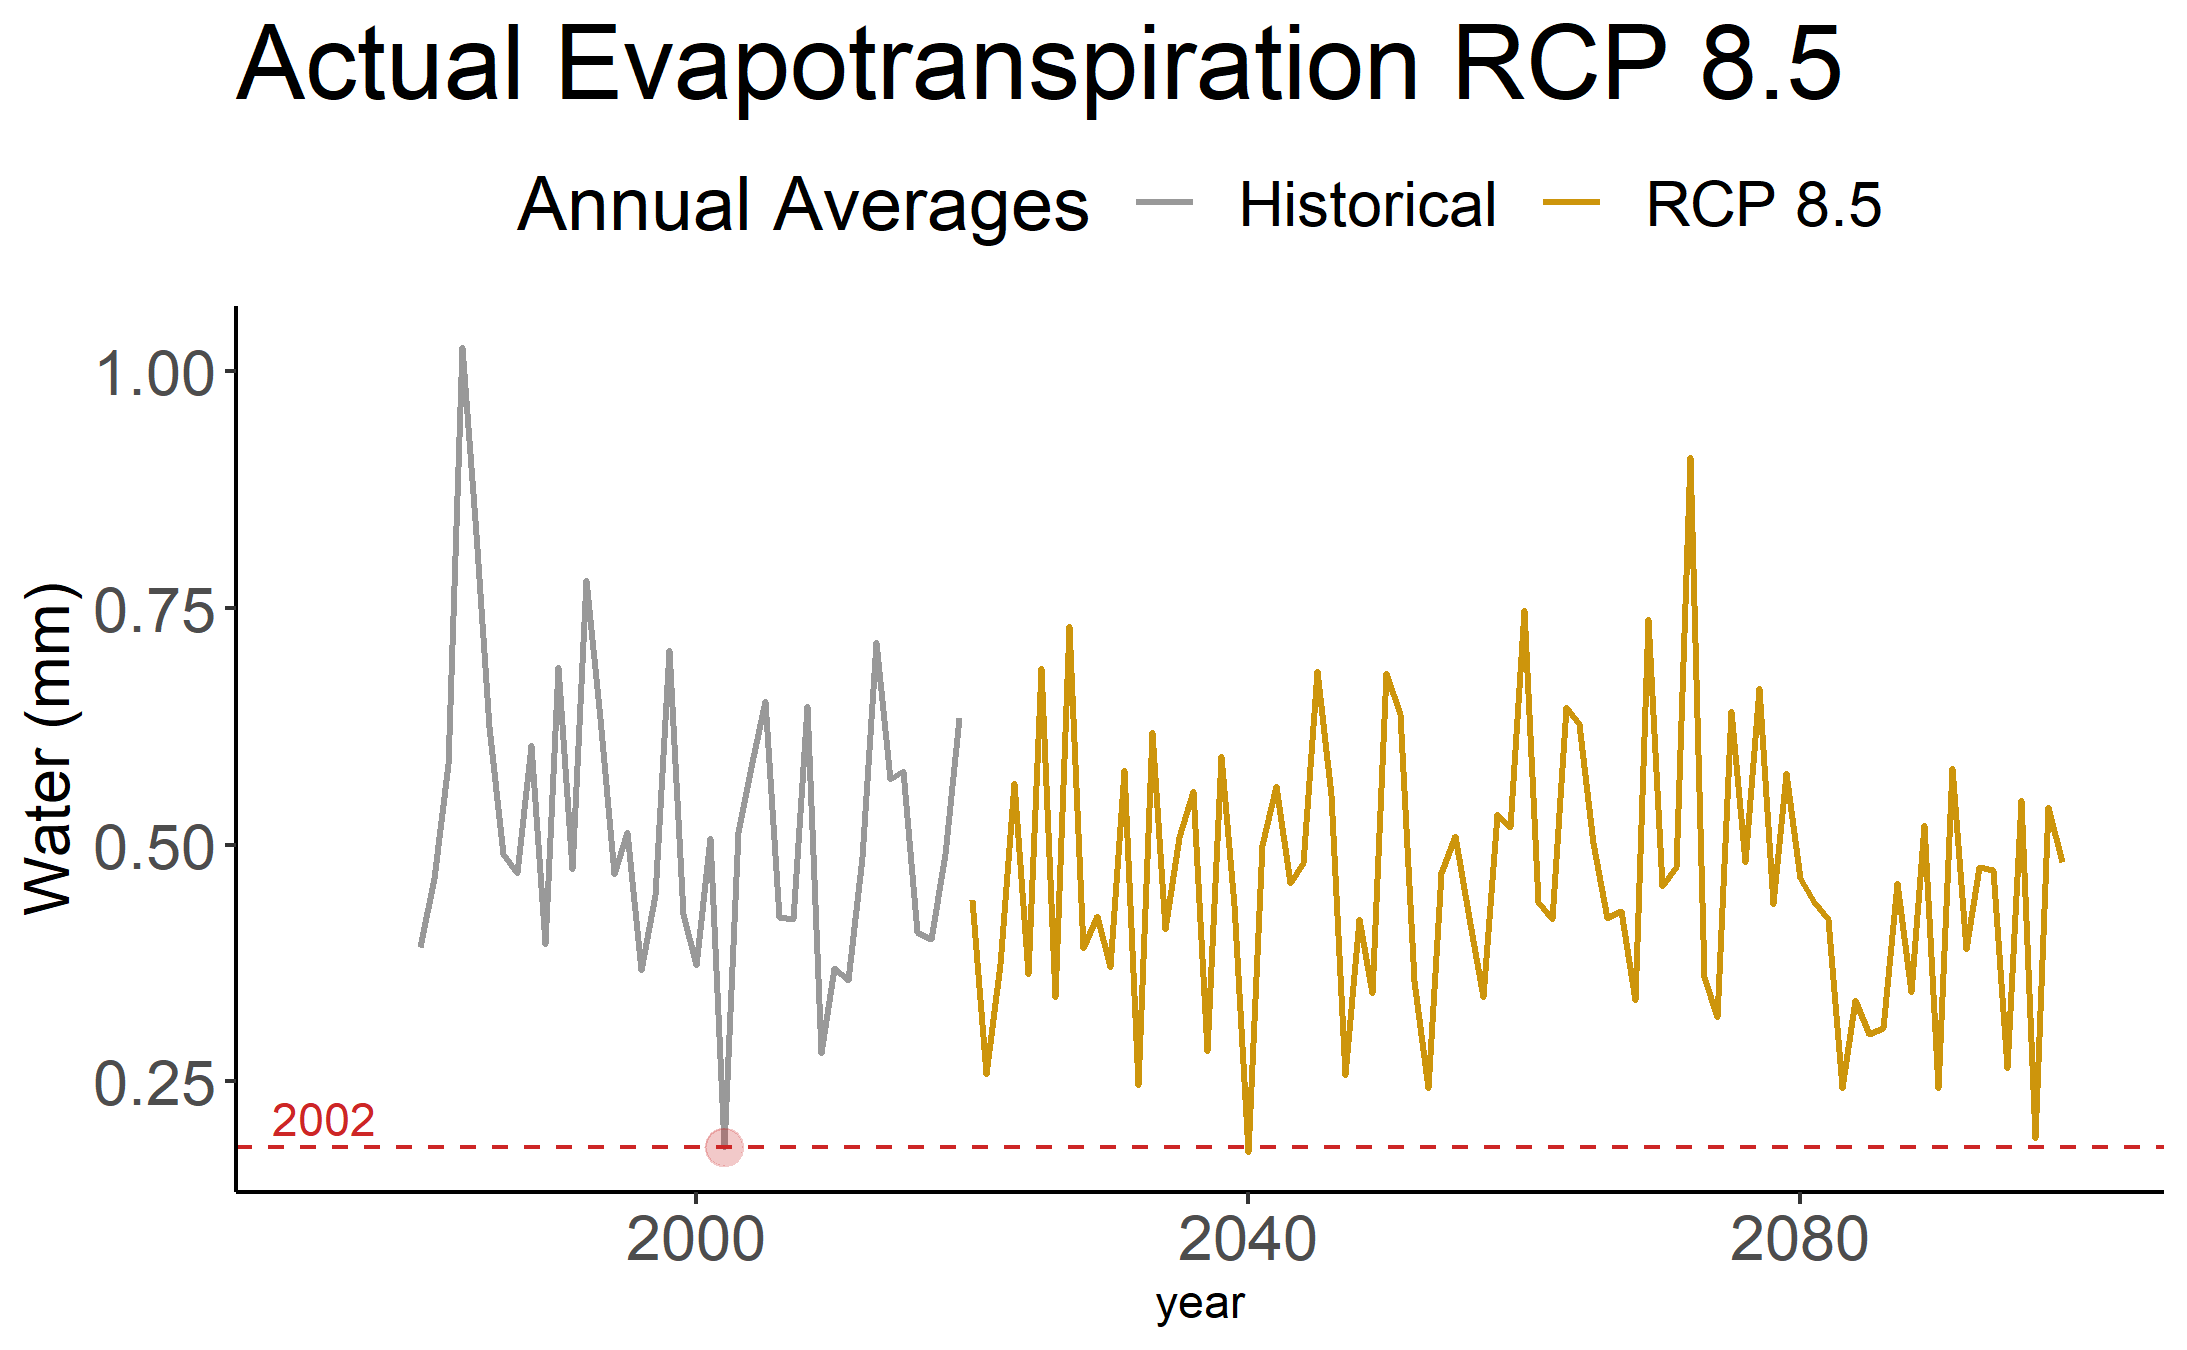 Actual Evapotranspiration RCP 8.5
Annual Averages Historical RCP 8.5
Water (mm)
1.00
0.75
0.50
0.25
2002
2000 2040 2080
year